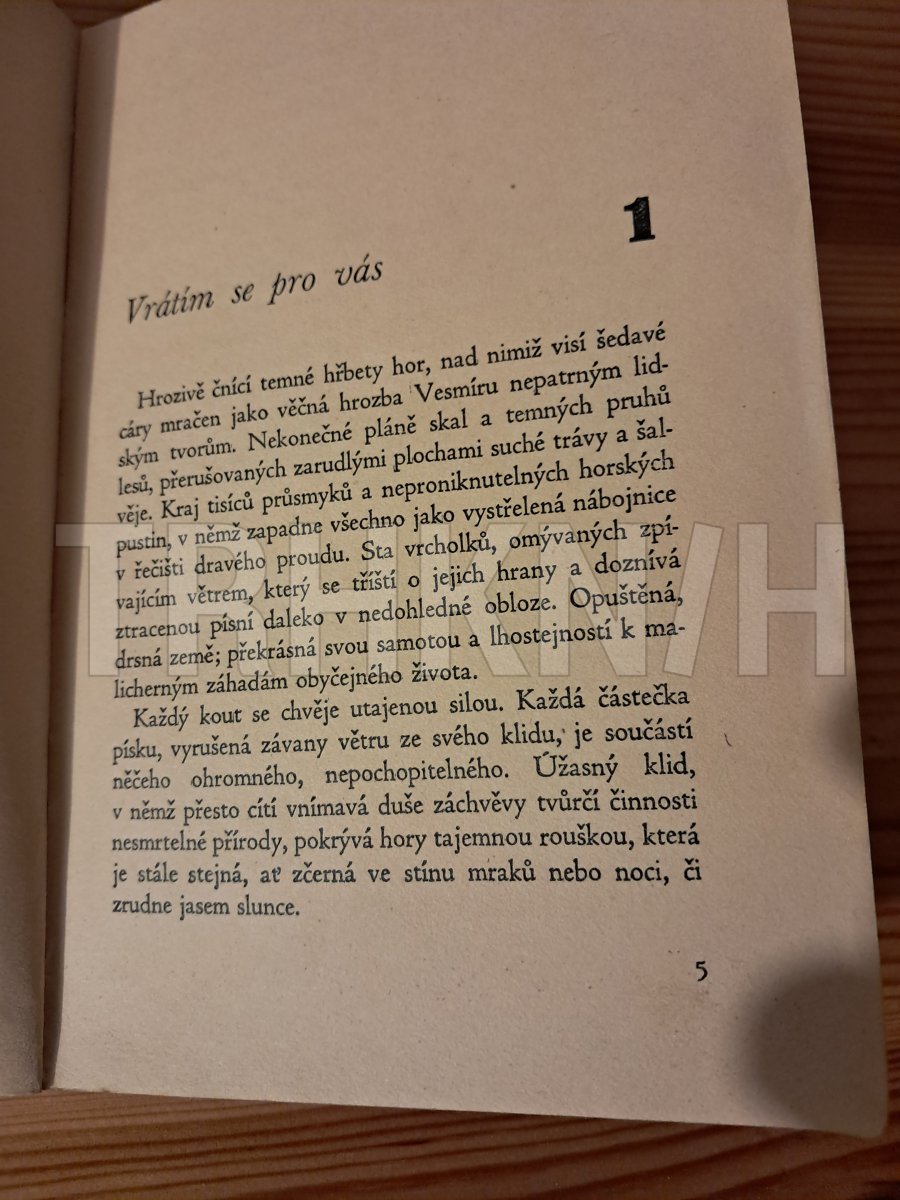 1
Vrátím se pro vás
Hrozivě čnící temné hřbety hor, nad nimiž visí šedavé
cáry mračen jako věčná hrozba Vesmíru nepatrným lid-
ským tvorům. Nekonečné pláně skal a temných pruhů
lesů, přerušovaných zarudlými plochami suché trávy a šal-
věje. Kraj tisíců průsmyků a neproniknutelných horských
pustin, v němž zapadne všechno jako vystřelená nábojnice
v řečišti dravého proudu. Sta vrcholků, omývaných zpí-
vajícím větrem, který se tříští o jejich hrany a doznívá
ztracenou písní daleko v nedohledné obloze. Opuštěná,
drsná země; překrásná svou samotou a lhostejností k ma-
licherným záhadám obyčejného života.
Každý kout se chvěje utajenou silou. Každá částečka
písku, vyrušená závany větru ze svého klidu, je součástí
něčeho ohromného, nepochopitelného. Úžasný klid,
v němž přesto cítí vnímavá duše záchvěvy tvůrčí činnosti
nesmrtelné přírody, pokrývá hory tajemnou rouškou, která
je stále stejná, ať zčerná ve stínu mraků nebo noci, či
zrudne jasem slunce.
5